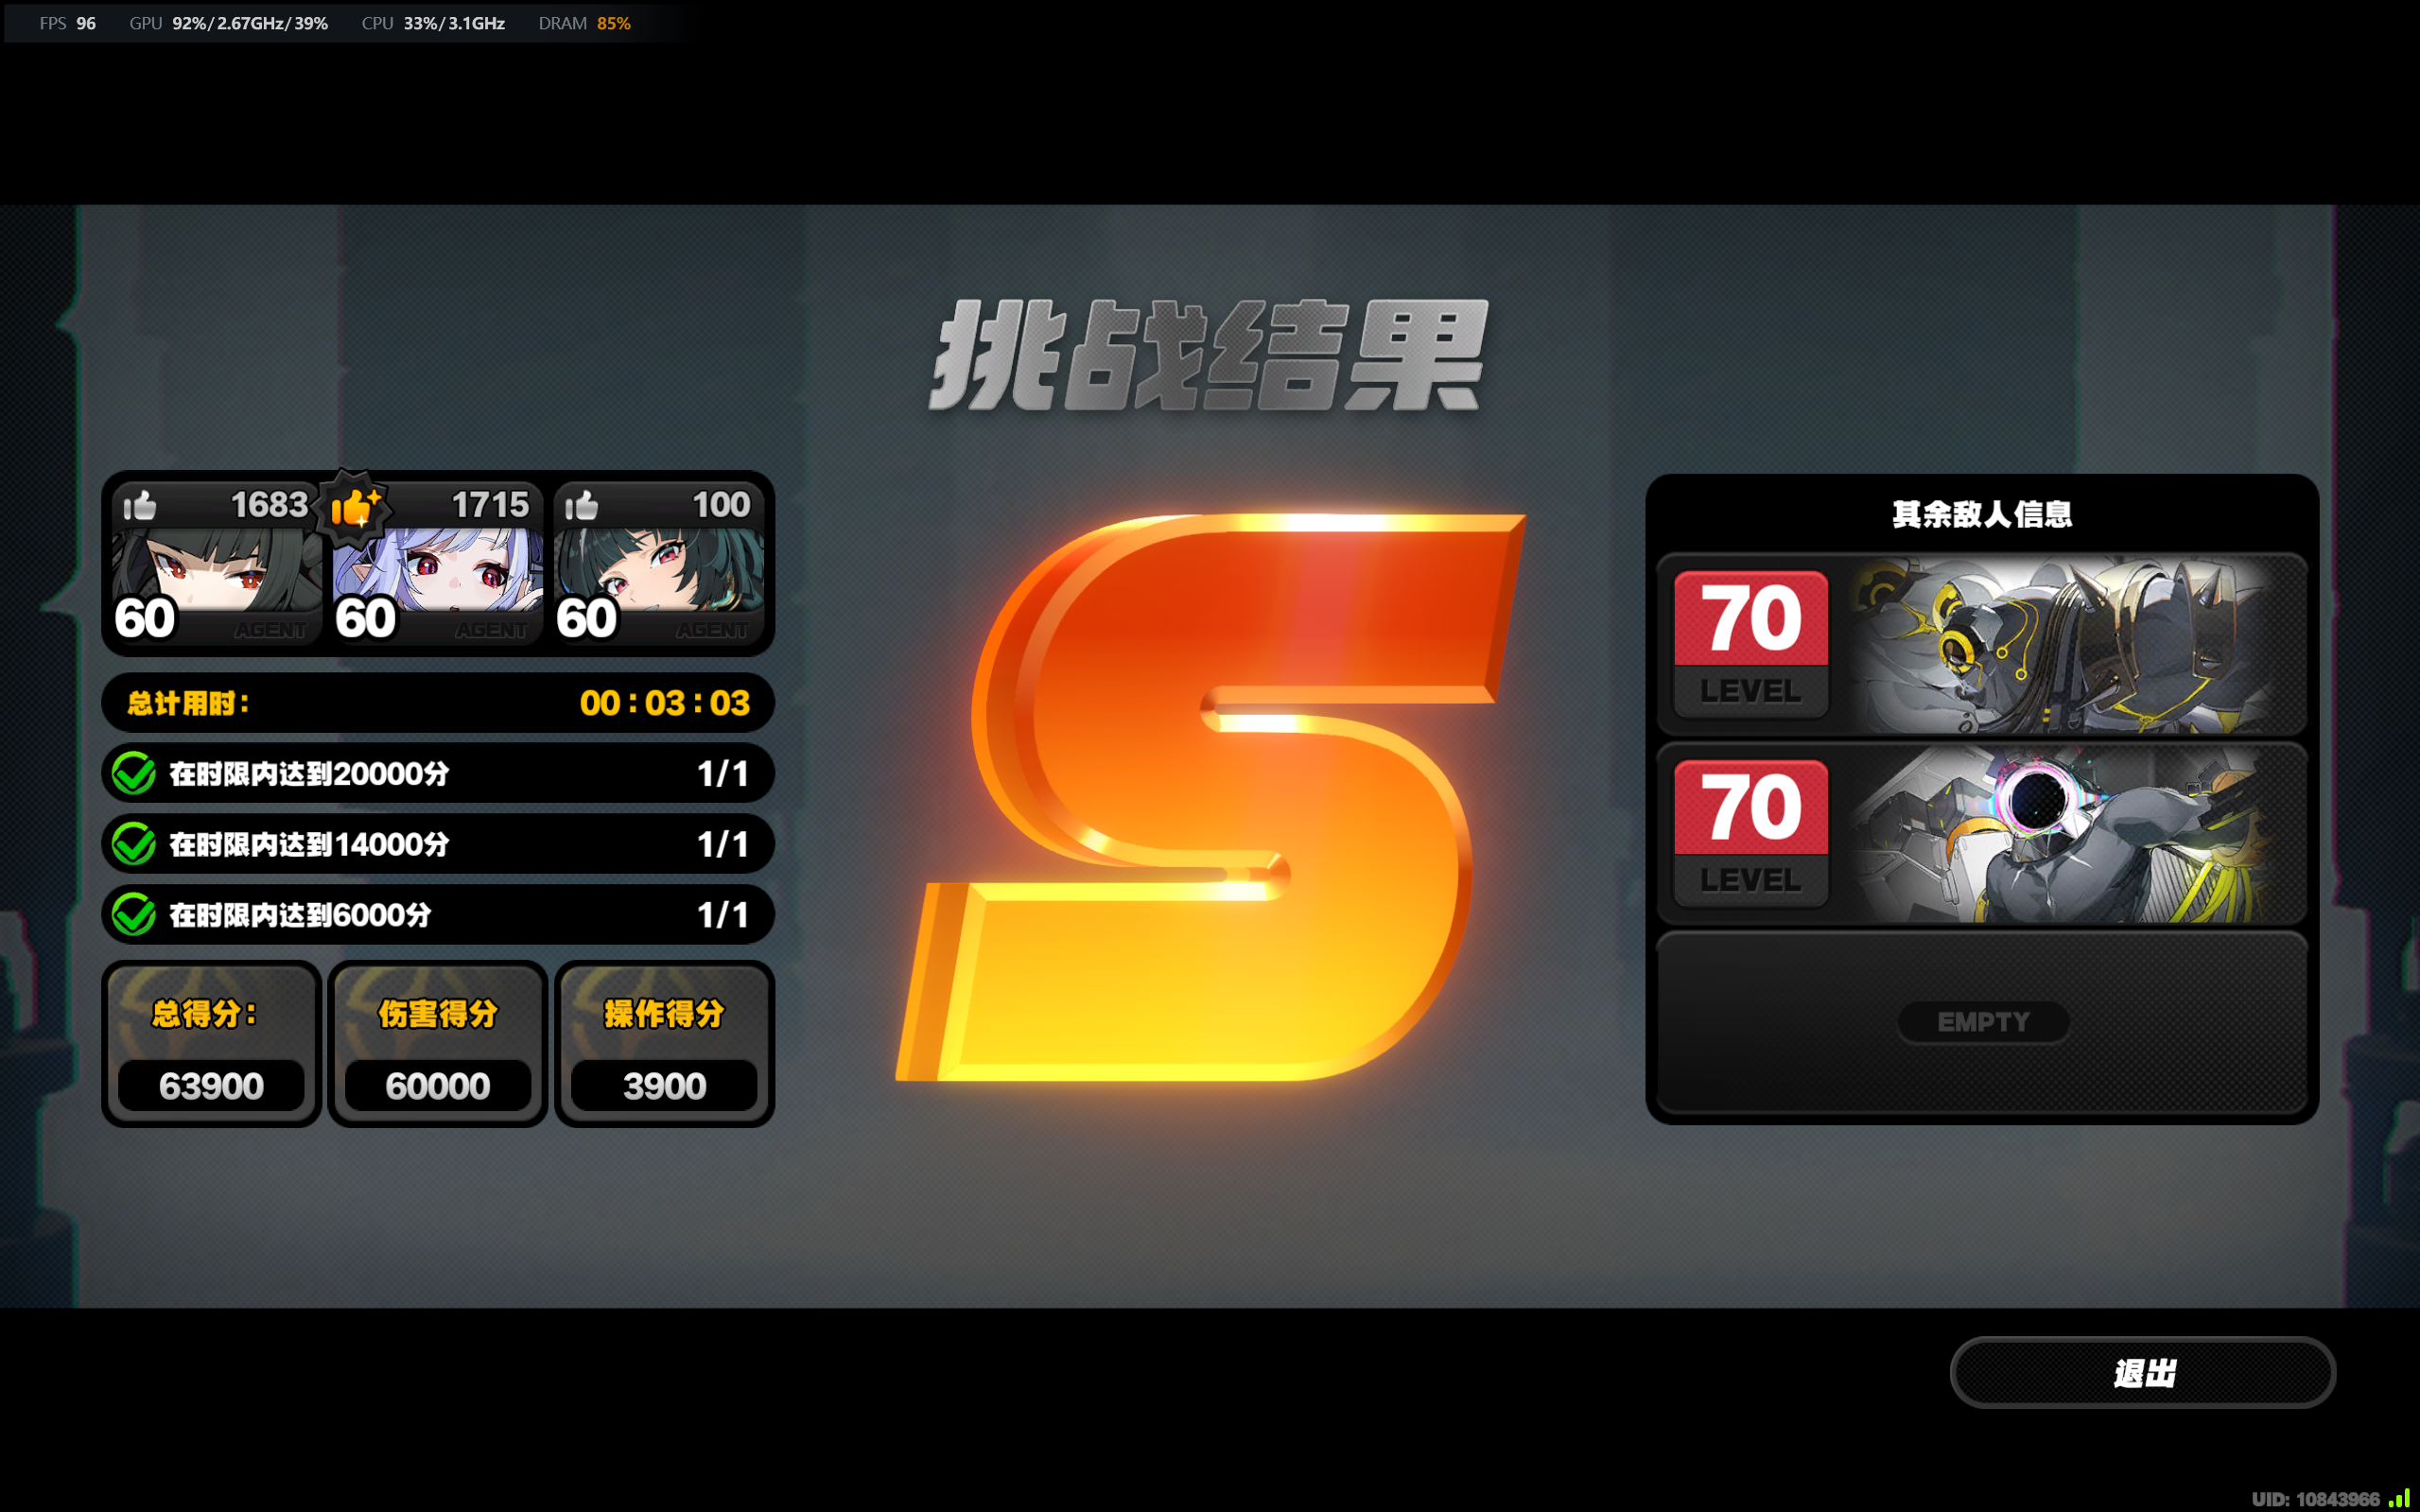 FPS 96 GPU 92%/2.67GHz/39% CPU 33%/3.1GHz DRAM 85%
挑战结果
1683 1715 100
60 60 60
AGENT AGENT AGENT
总计用时： 00:03:03
在时限内达到20000分 1/1
在时限内达到14000分 1/1
在时限内达到6000分 1/1
总得分： 伤害得分 操作得分
63900 60000 3900
S
其余敌人信息
70
LEVEL
70
LEVEL
EMPTY
退出
UID: 10843966